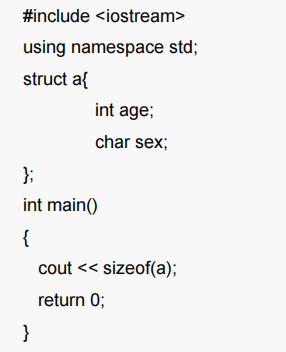 #include <iostream>
using namespace std;
struct a{
int age;
char sex;
};
int main()
{
cout << sizeof(a);
return 0;
}